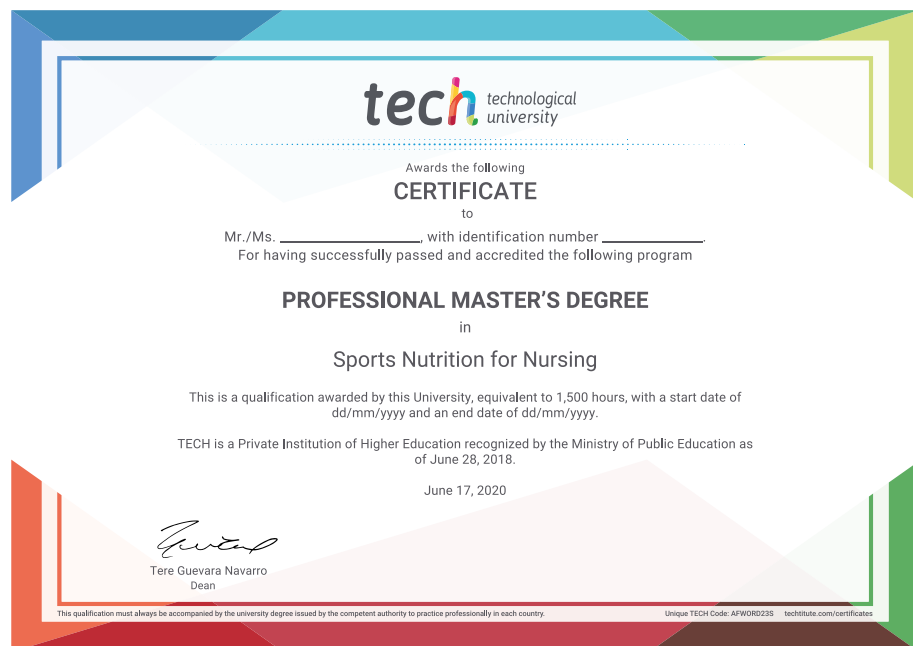 tech technological
university
Awards the following
CERTIFICATE
to
Mr./Ms. ____________________, with identification number ______________.
For having successfully passed and accredited the following program
PROFESSIONAL MASTER'S DEGREE
in
Sports Nutrition for Nursing
This is a qualification awarded by this University, equivalent to 1,500 hours, with a start date of
dd/mm/yyyy and an end date of dd/mm/yyyy.
TECH is a Private Institution of Higher Education recognized by the Ministry of Public Education as
of June 28, 2018.
June 17, 2020
Tere Guevara Navarro
Dean
This qualification must always be accompanied by the university degree issued by the competent authority to practice professionally in each country. Unique TECH Code: AFWORD23S techtitute.com/certificates